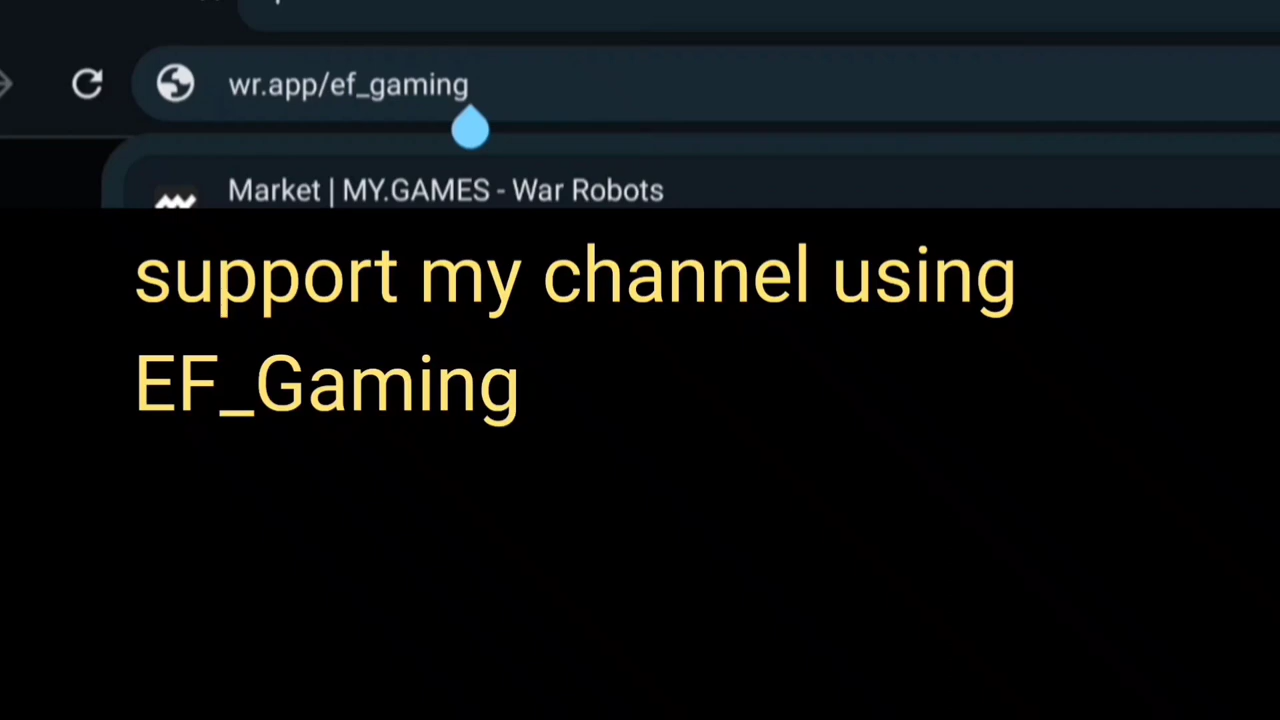 wr.app/ef_gaming
Market | MY.GAMES - War Robots
support my channel using
EF_Gaming